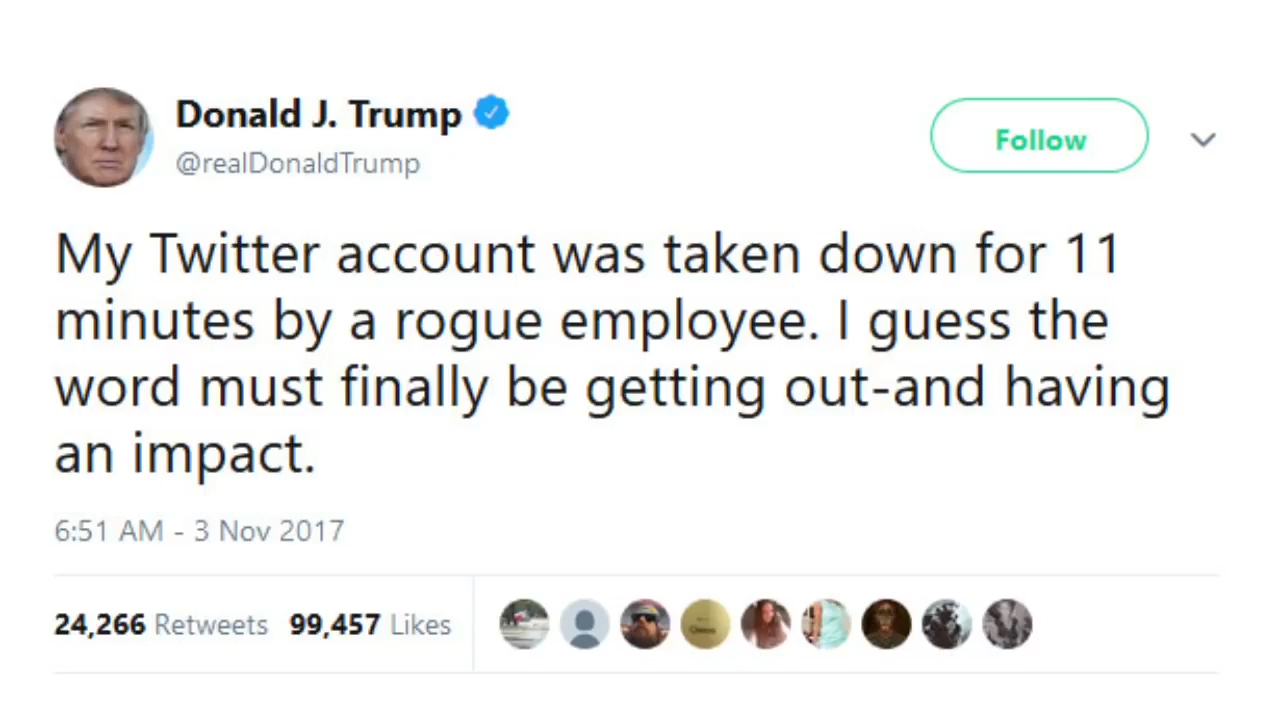 Donald J. Trump
@realDonaldTrump
Follow
My Twitter account was taken down for 11
minutes by a rogue employee. I guess the
word must finally be getting out-and having
an impact.
6:51 AM - 3 Nov 2017
24,266 Retweets 99,457 Likes